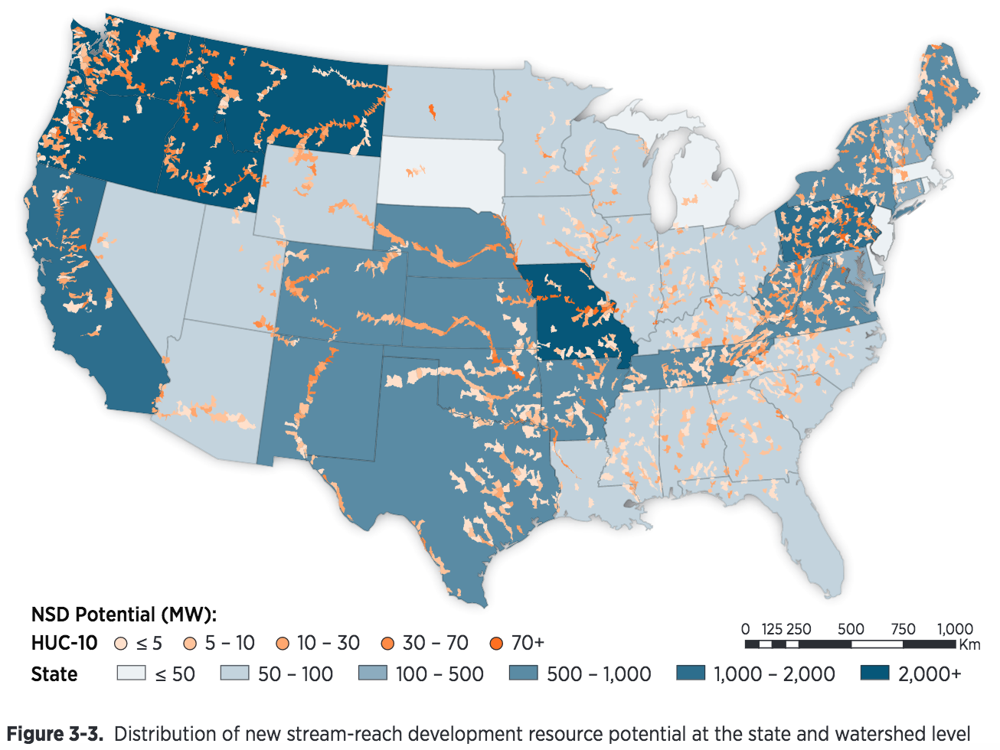 NSD Potential (MW):
HUC-10 ≤ 5 5 – 10 10 – 30 30 – 70 70+
State ≤ 50 50 – 100 100 – 500 500 – 1,000 1,000 – 2,000 2,000+
0 125 250 500 750 1,000
Km
Figure 3-3. Distribution of new stream-reach development resource potential at the state and watershed level